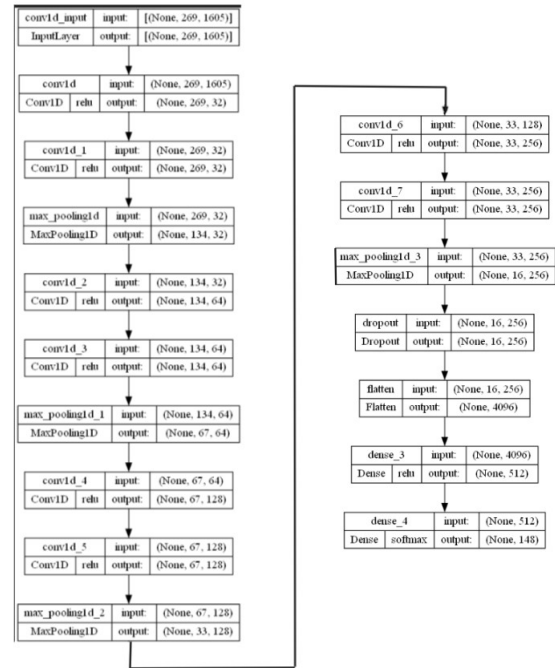 conv1d_input input: [(None, 269, 1605)]
InputLayer output: [(None, 269, 1605)]
conv1d input: (None, 269, 1605)
Conv1D relu output: (None, 269, 32)
conv1d_1 input: (None, 269, 32)
Conv1D relu output: (None, 269, 32)
max_pooling1d input: (None, 269, 32)
MaxPooling1D output: (None, 134, 32)
conv1d_2 input: (None, 134, 32)
Conv1D relu output: (None, 134, 64)
conv1d_3 input: (None, 134, 64)
Conv1D relu output: (None, 134, 64)
max_pooling1d_1 input: (None, 134, 64)
MaxPooling1D output: (None, 67, 64)
conv1d_4 input: (None, 67, 64)
Conv1D relu output: (None, 67, 128)
conv1d_5 input: (None, 67, 128)
Conv1D relu output: (None, 67, 128)
max_pooling1d_2 input: (None, 67, 128)
MaxPooling1D output: (None, 33, 128)
conv1d_6 input: (None, 33, 128)
Conv1D relu output: (None, 33, 256)
conv1d_7 input: (None, 33, 256)
Conv1D relu output: (None, 33, 256)
max_pooling1d_3 input: (None, 33, 256)
MaxPooling1D output: (None, 16, 256)
dropout input: (None, 16, 256)
Dropout output: (None, 16, 256)
flatten input: (None, 16, 256)
Flatten output: (None, 4096)
dense_3 input: (None, 4096)
Dense relu output: (None, 512)
dense_4 input: (None, 512)
Dense softmax output: (None, 148)